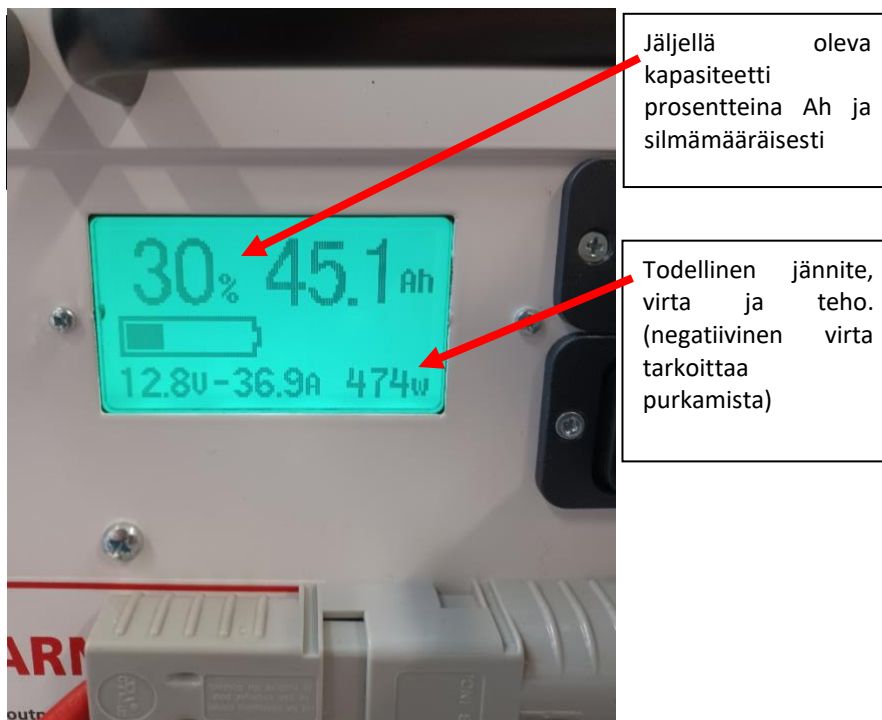 Jäljellä oleva
kapasiteetti
prosentteina Ah ja
silmämääräisesti
30% 45.1Ah
Todellinen jännite,
virta ja teho.
(negatiivinen virta
tarkoittaa
purkamista)
12.8V-36.9A 474W